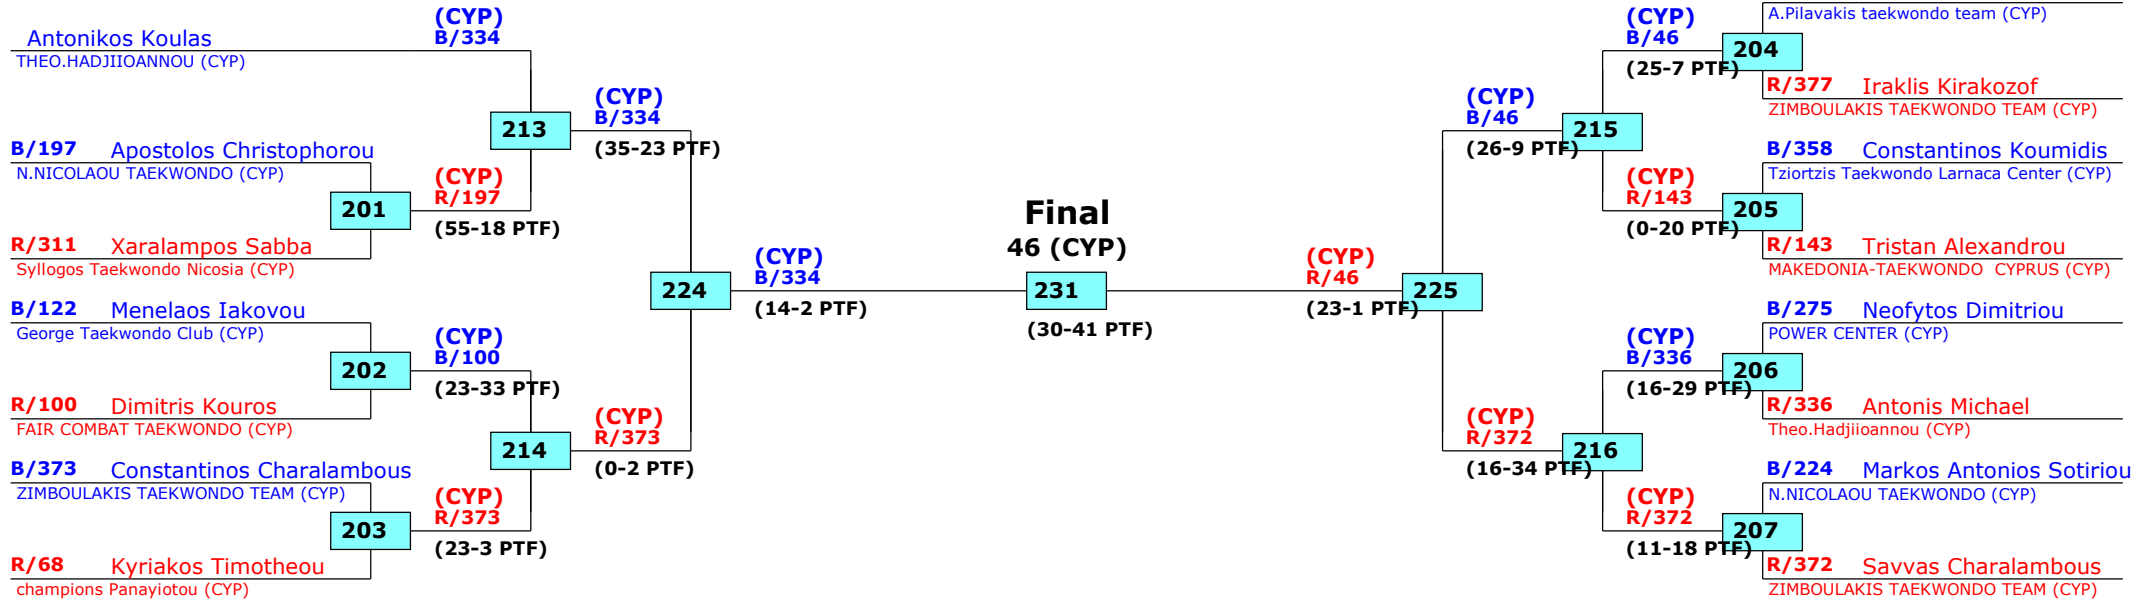 (CYP)
B/334
Antonikos Koulas
THEO.HADJIIOANNOU (CYP)
213
(CYP)
B/334
(35-23 PTF)
B/197 Apostolos Christophorou
N.NICOLAOU TAEKWONDO (CYP)
201
(CYP)
R/197
(55-18 PTF)
R/311 Xaralampos Sabba
Syllogos Taekwondo Nicosia (CYP)
224
(CYP)
B/334
(14-2 PTF)
B/122 Menelaos Iakovou
George Taekwondo Club (CYP)
202
(CYP)
B/100
(23-33 PTF)
R/100 Dimitris Kouros
FAIR COMBAT TAEKWONDO (CYP)
214
(CYP)
R/373
(0-2 PTF)
B/373 Constantinos Charalambous
ZIMBOULAKIS TAEKWONDO TEAM (CYP)
203
(CYP)
R/373
(23-3 PTF)
R/68 Kyriakos Timotheou
champions Panayiotou (CYP)
Final
46 (CYP)
231
(30-41 PTF)
(CYP)
R/46
(23-1 PTF)
225
(CYP)
B/46
(26-9 PTF)
215
(CYP)
B/46
(25-7 PTF)
204
A.Pilavakis taekwondo team (CYP)
R/377 Iraklis Kirakozof
ZIMBOULAKIS TAEKWONDO TEAM (CYP)
B/358 Constantinos Koumidis
Tziortzis Taekwondo Larnaca Center (CYP)
(CYP)
R/143
(0-20 PTF)
205
R/143 Tristan Alexandrou
MAKEDONIA-TAEKWONDO CYPRUS (CYP)
B/275 Neofytos Dimitriou
POWER CENTER (CYP)
(CYP)
B/336
(16-29 PTF)
206
R/336 Antonis Michael
Theo.Hadjiioannou (CYP)
(CYP)
R/372
(16-34 PTF)
216
B/224 Markos Antonios Sotiriou
N.NICOLAOU TAEKWONDO (CYP)
(CYP)
R/372
(11-18 PTF)
207
R/372 Savvas Charalambous
ZIMBOULAKIS TAEKWONDO TEAM (CYP)